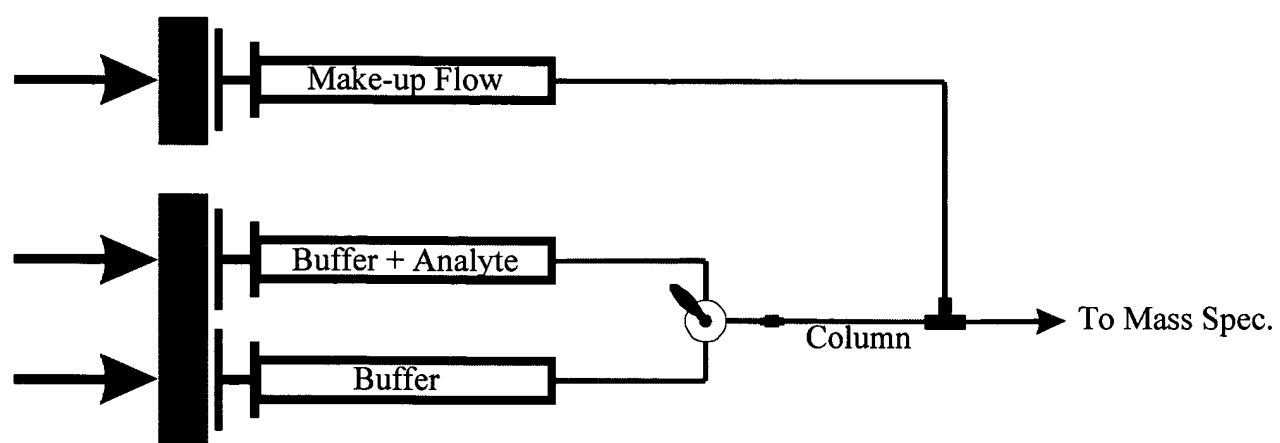 Make-up Flow
Buffer + Analyte
Buffer
Column
To Mass Spec.